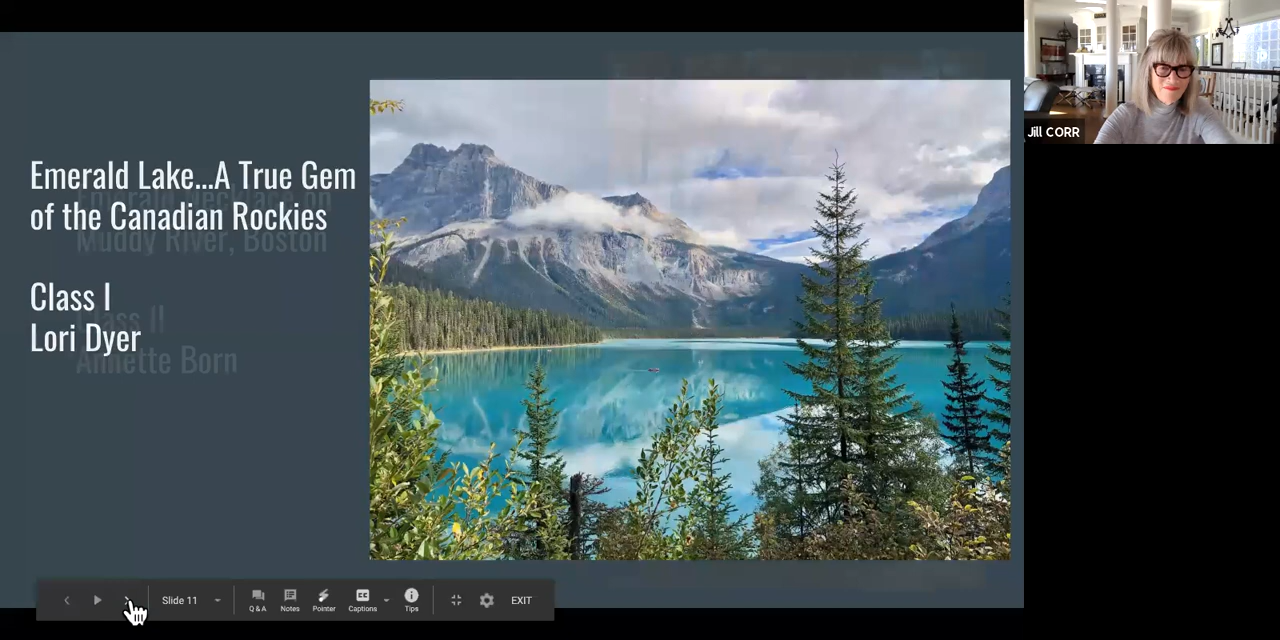 Emerald Lake...A True Gem
of the Canadian Rockies
Muddy River, Boston
Class I
Class II
Lori Dyer
Annette Born
Jill CORR
Slide 11
Q&A
Notes
Pointer
Captions
Tips
EXIT